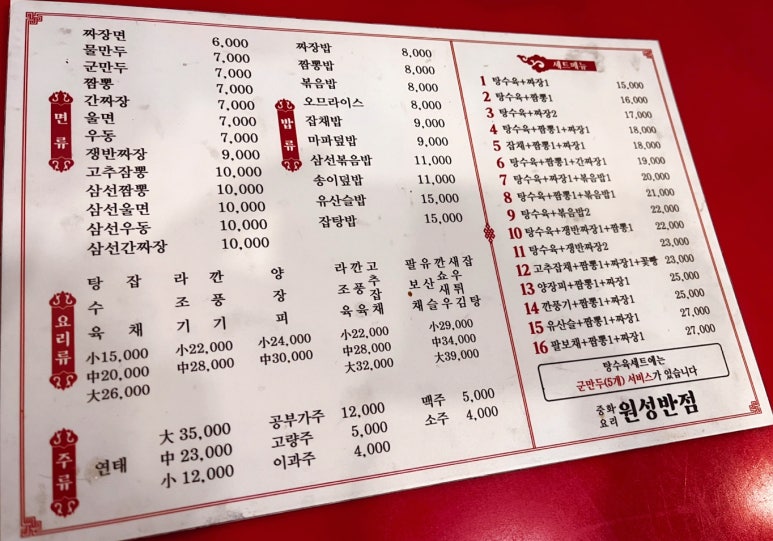 면류
짜장면 6,000
물만두 7,000
군만두 7,000
짬뽕 7,000
간짜장 7,000
울면 7,000
우동 7,000
쟁반짜장 9,000
고추짬뽕 10,000
삼선짬뽕 10,000
삼선울면 10,000
삼선우동 10,000
삼선간짜장 10,000
밥류
짜장밥 8,000
짬뽕밥 8,000
볶음밥 8,000
오므라이스 8,000
잡채밥 9,000
마파덮밥 9,000
삼선볶음밥 11,000
송이덮밥 11,000
유산슬밥 15,000
잡탕밥 15,000
요리류
탕수육
잡채
小15,000
中20,000
大26,000
라조기
깐풍기
小22,000
中28,000
양장피
小24,000
中30,000
라조육
깐풍육
고추잡채
小22,000
中28,000
大32,000
팔보채
유산슬
깐쇼새우
새우튀김
잡탕
小29,000
中34,000
大39,000
주류
연태
大 35,000
中 23,000
小 12,000
공부가주 12,000
고량주 5,000
이과주 4,000
맥주 5,000
소주 4,000
세트메뉴
1 탕수육+짜장1 15,000
2 탕수육+짬뽕1 16,000
3 탕수육+짜장2 17,000
4 탕수육+짬뽕1+짜장1 18,000
5 잡채+짬뽕1+짜장1 18,000
6 탕수육+짬뽕1+간짜장1 19,000
7 탕수육+짜장1+볶음밥1 20,000
8 탕수육+짬뽕1+볶음밥1 21,000
9 탕수육+볶음밥2 22,000
10 탕수육+쟁반짜장1+짬뽕1 22,000
11 탕수육+쟁반짜장2 23,000
12 고추잡채+짬뽕1+짜장1+꽃빵 23,000
13 양장피+짬뽕1+짜장1 25,000
14 깐풍기+짬뽕1+짜장1 25,000
15 유산슬+짬뽕1+짜장1 27,000
16 팔보채+짬뽕1+짜장1 27,000
탕수육세트에는
군만두(5개) 서비스가 있습니다
중화요리 원성반점